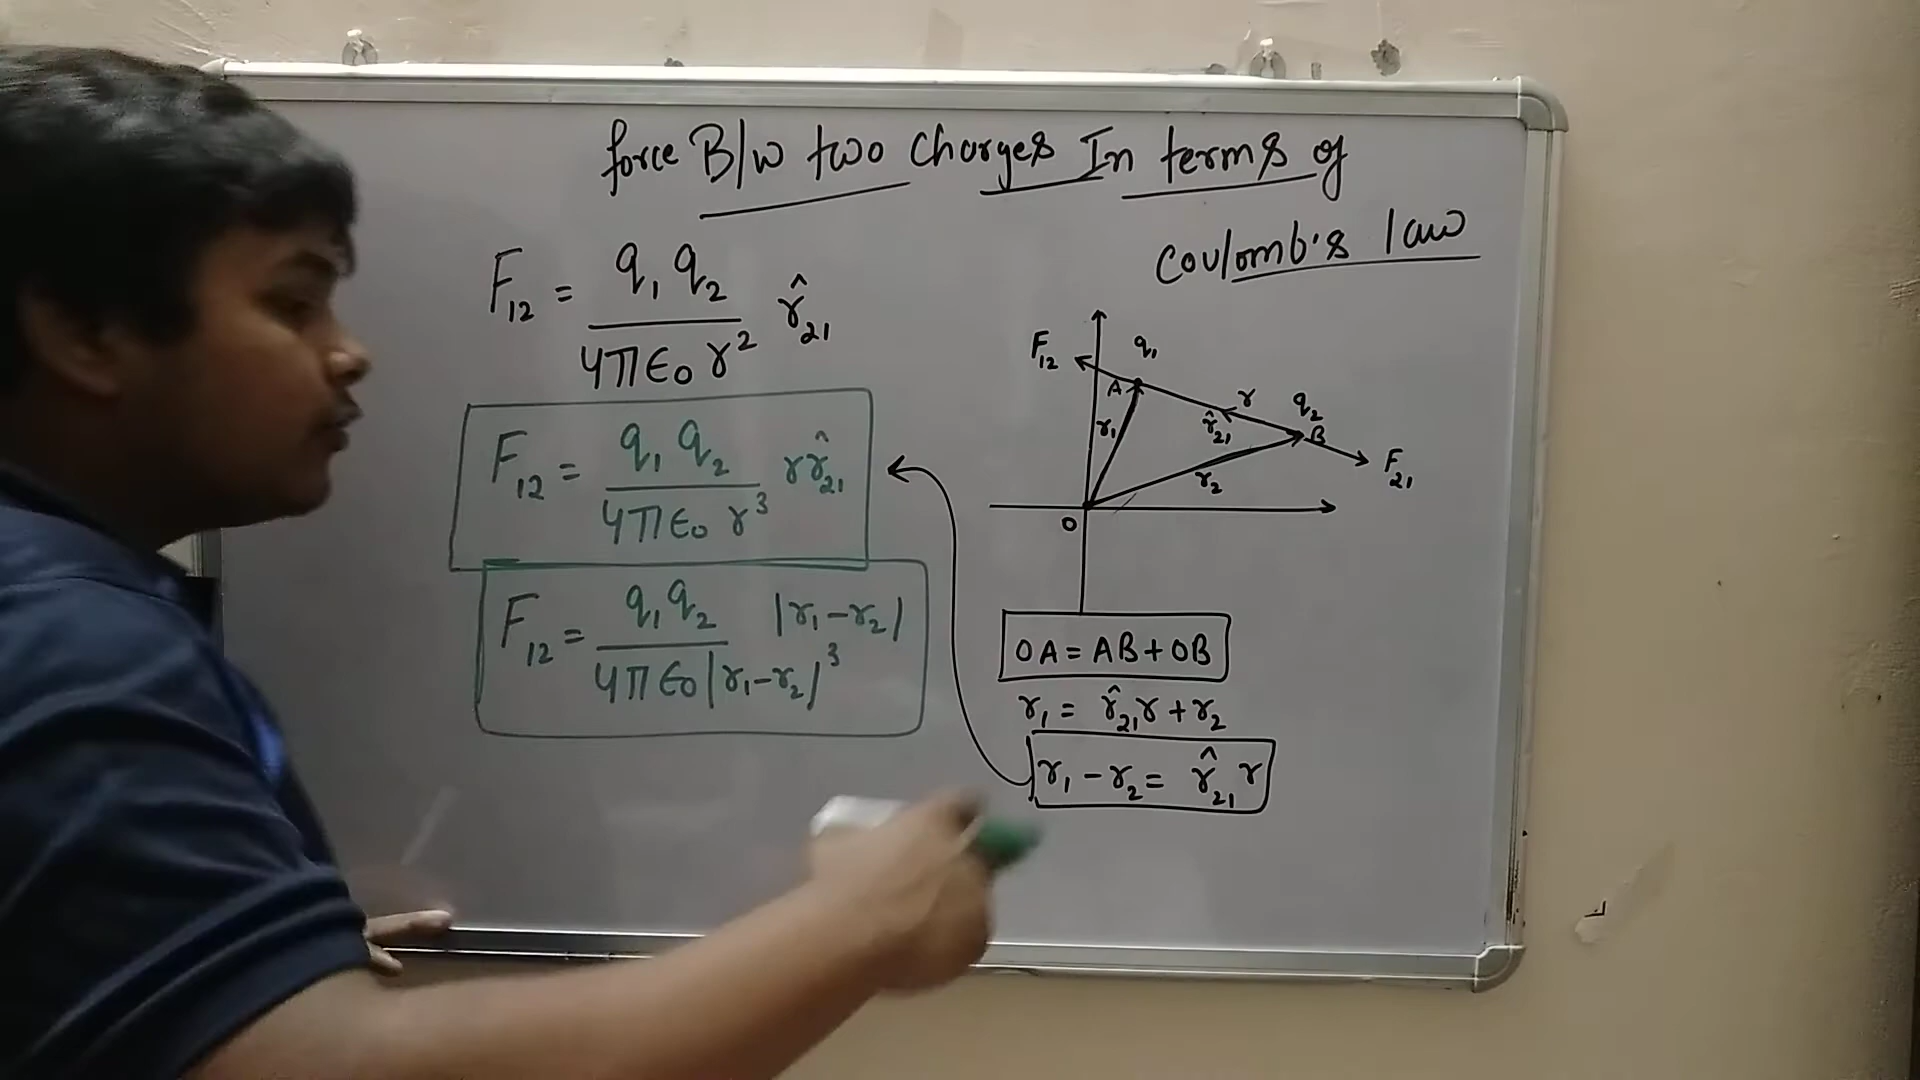 force B/w two Charges In terms of
Coulomb's law
F₁₂ = q₁ q₂ / 4πϵ₀ r² r̂₂₁
F₁₂ = q₁ q₂ / 4πϵ₀ r³ r r̂₂₁
F₁₂ = q₁ q₂ / 4πϵ₀ |r₁ - r₂|³ |r₁ - r₂|
F₁₂
q₁
A
r
r̂₂₁
q₂
B
F₂₁
r₁
r₂
O
OA = AB + OB
r₁ = r̂₂₁ r + r₂
r₁ - r₂ = r̂₂₁ r